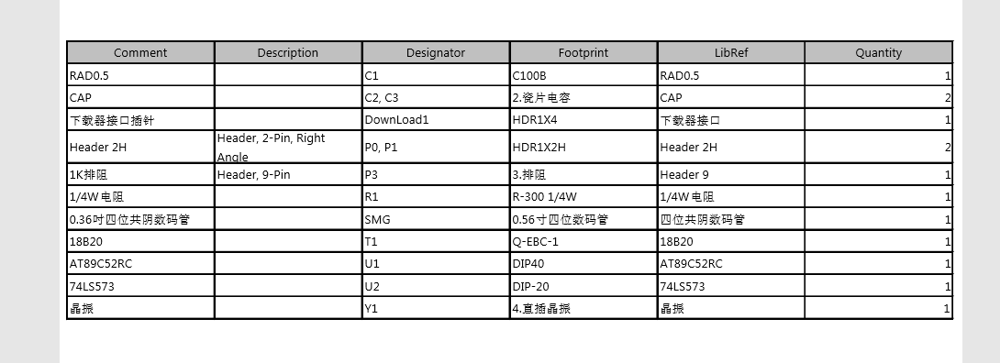 Comment Description Designator Footprint LibRef Quantity
RAD0.5 C1 C100B RAD0.5 1
CAP C2, C3 2.瓷片电容 CAP 2
下载器接口插针 DownLoad1 HDR1X4 下载器接口 1
Header 2H Header, 2-Pin, Right Angle P0, P1 HDR1X2H Header 2H 2
1K排阻 Header, 9-Pin P3 3.排阻 Header 9 1
1/4W电阻 R1 R-300 1/4W 1/4W电阻 1
0.36吋四位共阴数码管 SMG 0.56寸四位数码管 四位共阴数码管 1
18B20 T1 Q-EBC-1 18B20 1
AT89C52RC U1 DIP40 AT89C52RC 1
74LS573 U2 DIP-20 74LS573 1
晶振 Y1 4.直插晶振 晶振 1